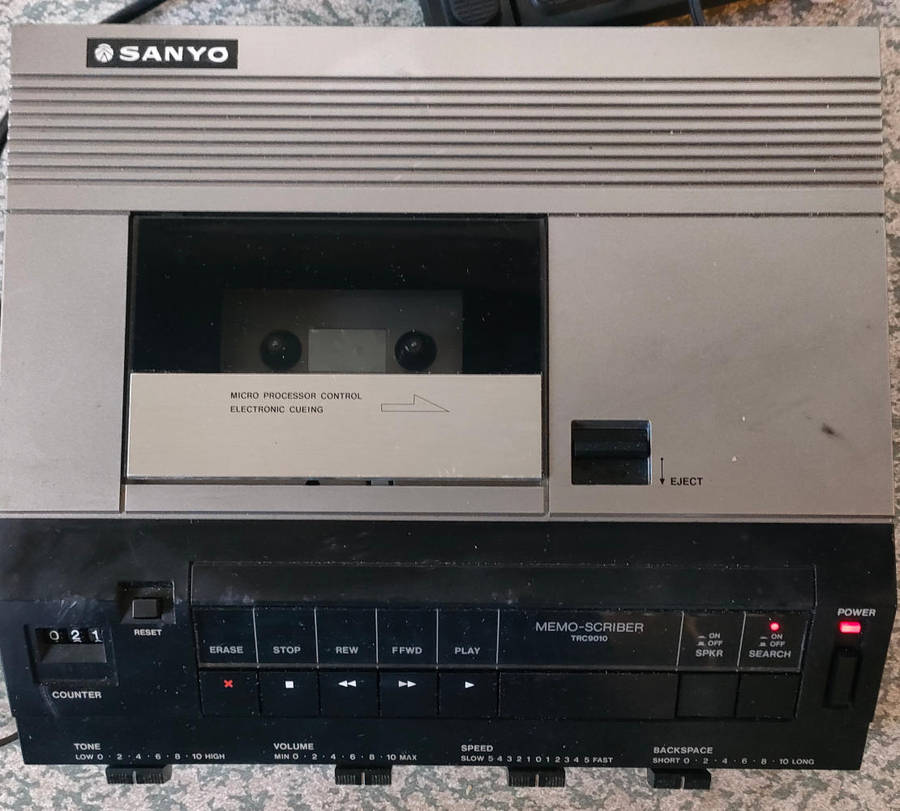 SANYO
MICRO PROCESSOR CONTROL
ELECTRONIC CUEING
EJECT
POWER
RESET
021
COUNTER
ERASE
STOP
REW
FFWD
PLAY
MEMO-SCRIBER
TRC9010
ON
OFF
SPKR
ON
OFF
SEARCH
TONE
LOW 0 · 2 · 4 · 6 · 8 · 10 HIGH
VOLUME
MIN 0 · 2 · 4 · 6 · 8 · 10 MAX
SPEED
SLOW 5 4 3 2 1 0 1 2 3 4 5 FAST
BACKSPACE
SHORT 0 · 2 · 4 · 6 · 8 · 10 LONG